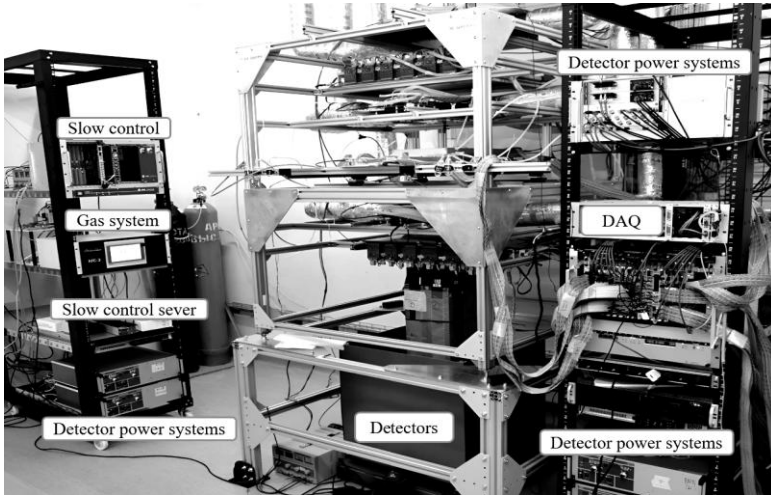 Detector power systems
Slow control
Gas system
DAQ
Slow control sever
Detector power systems
Detectors
Detector power systems